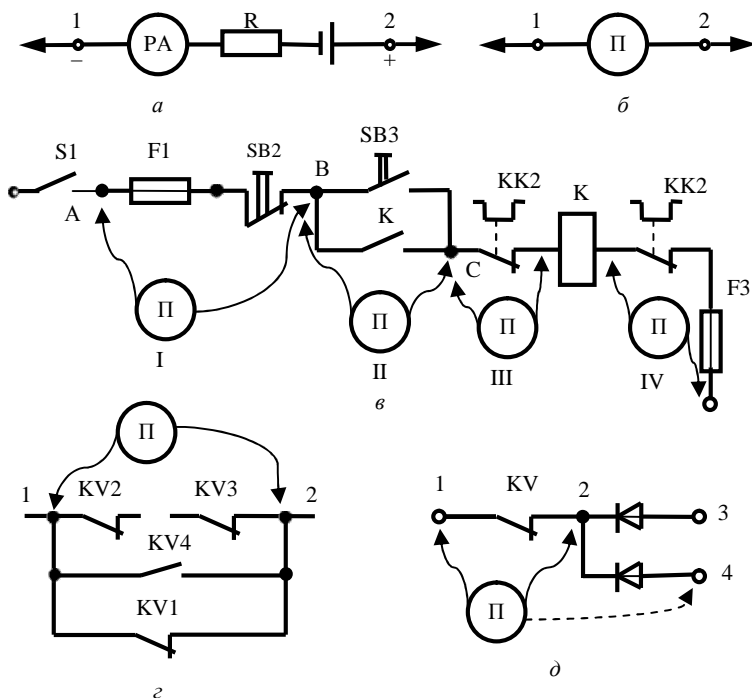 1 R 2 1 2
РА П
– +
а б
SB3
S1 F1 SB2 B KK2 K KK2
A K
C F3
П П П П
I II III IV
в
П
1 KV2 KV3 2 1 KV 2
3
KV4
4
KV1 П
г д